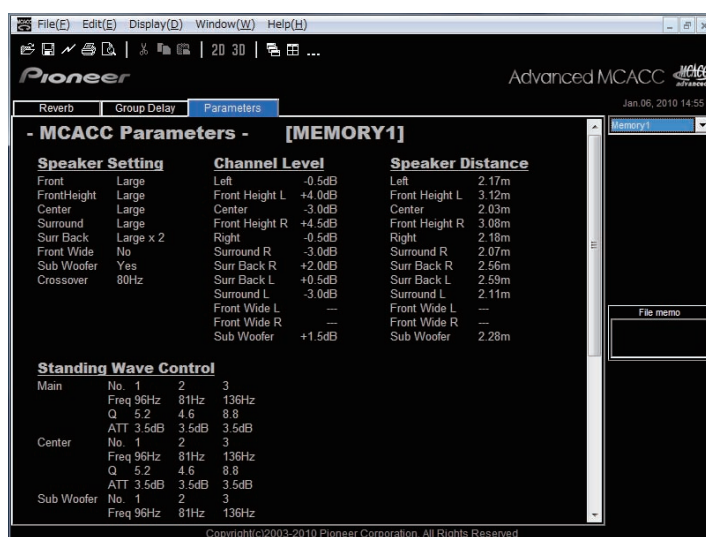 File(F) Edit(E) Display(D) Window(W) Help(H)
2D 3D ...
Pioneer
Advanced MCACC
MCACC advanced
Reverb Group Delay Parameters
Jan.06, 2010 14:55
Memory1
- MCACC Parameters - [MEMORY1]
Speaker Setting Channel Level Speaker Distance
Front Large Left -0.5dB Left 2.17m
FrontHeight Large Front Height L +4.0dB Front Height L 3.12m
Center Large Center -3.0dB Center 2.03m
Surround Large Front Height R +4.5dB Front Height R 3.08m
Surr Back Large x 2 Right -0.5dB Right 2.18m
Front Wide No Surround R -3.0dB Surround R 2.07m
Sub Woofer Yes Surr Back R +2.0dB Surr Back R 2.56m
Crossover 80Hz Surr Back L +0.5dB Surr Back L 2.59m
Surround L -3.0dB Surround L 2.11m
Front Wide L --- Front Wide L ---
Front Wide R --- Front Wide R ---
Sub Woofer +1.5dB Sub Woofer 2.28m
File memo
Standing Wave Control
Main No. 1 2 3
Freq 96Hz 81Hz 136Hz
Q 5.2 4.6 8.8
ATT 3.5dB 3.5dB 3.5dB
Center No. 1 2 3
Freq 96Hz 81Hz 136Hz
Q 5.2 4.6 8.8
ATT 3.5dB 3.5dB 3.5dB
Sub Woofer No. 1 2 3
Freq 96Hz 81Hz 136Hz
Copyright(c)2003-2010 Pioneer Corporation. All Rights Reserved